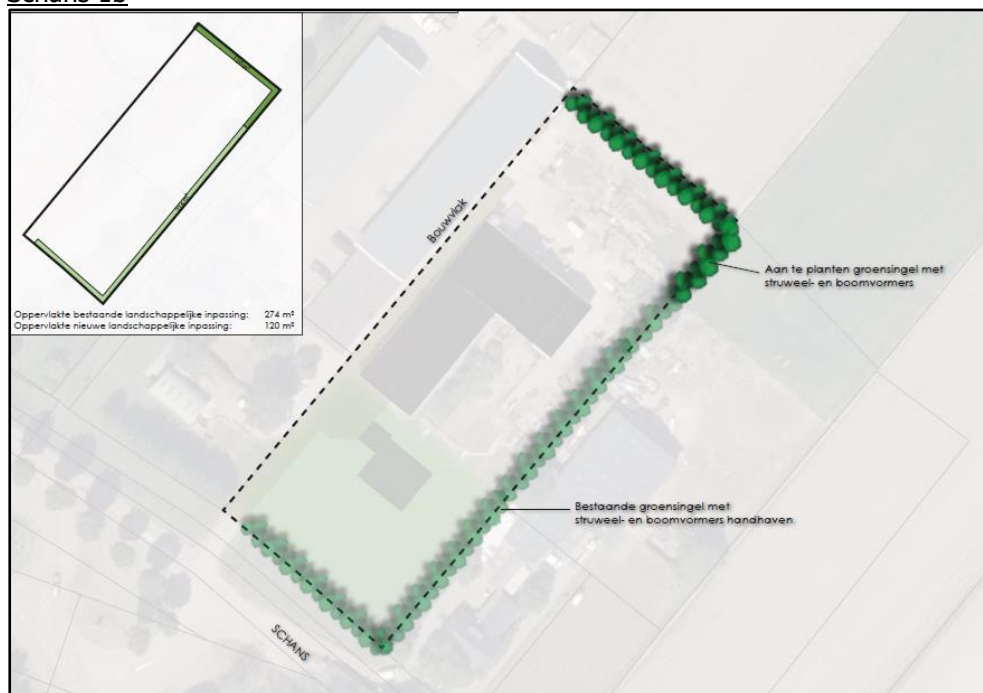 Schans 1b
Oppervlakte bestaande landschappelijke inpassing: 274 m²
Oppervlakte nieuwe landschappelijke inpassing: 120 m²
Bouwvlak
Aan te planten groensingel met
struweel- en boomvormers
Bestaande groensingel met
struweel- en boomvormers handhaven
SCHANS